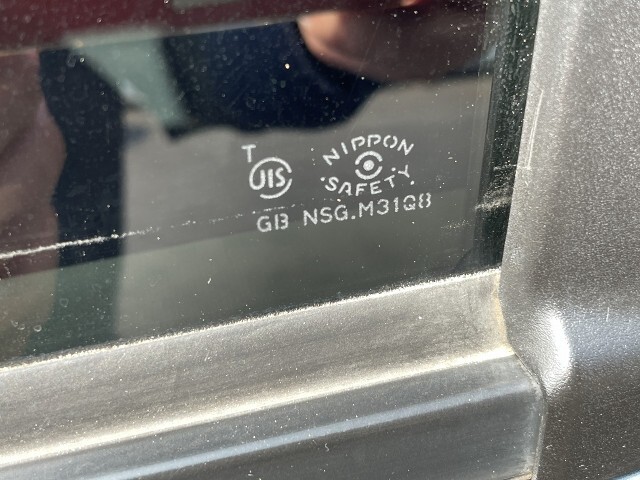 T
JIS
NIPPON
SAFETY
GB NSG.M31Q8